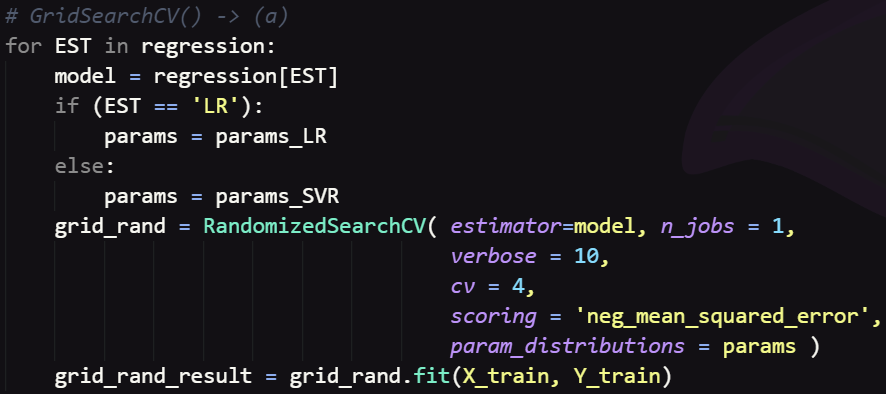 # GridSearchCV() -> (a)
for EST in regression:
    model = regression[EST]
    if (EST == 'LR'):
        params = params_LR
    else:
        params = params_SVR
    grid_rand = RandomizedSearchCV( estimator=model, n_jobs = 1,
                                    verbose = 10,
                                    cv = 4,
                                    scoring = 'neg_mean_squared_error',
                                    param_distributions = params )
    grid_rand_result = grid_rand.fit(X_train, Y_train)